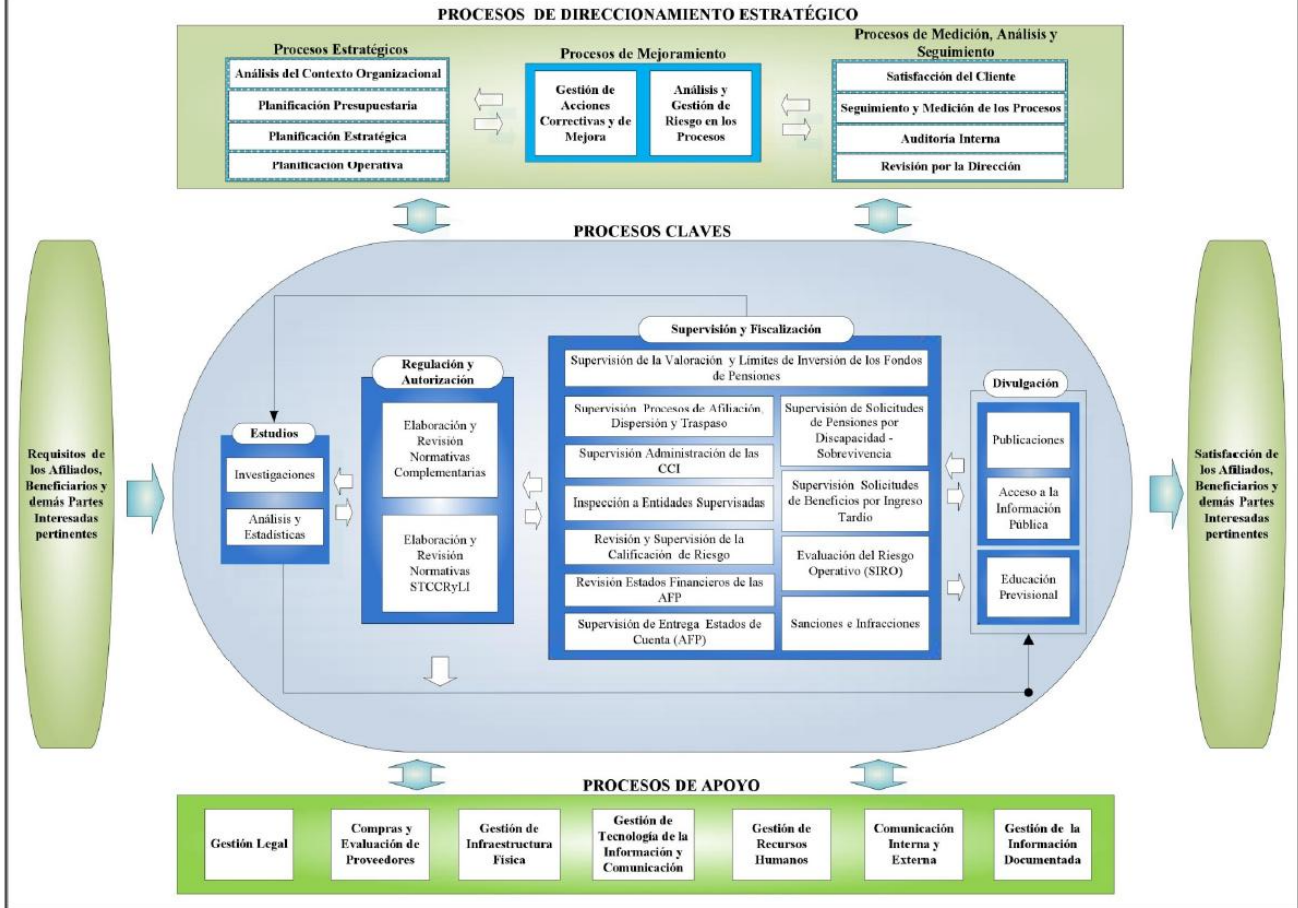 PROCESOS DE DIRECCIONAMIENTO ESTRATÉGICO
Procesos Estratégicos
Análisis del Contexto Organizacional
Planificación Presupuestaria
Planificación Estratégica
Planificación Operativa
Procesos de Mejoramiento
Gestión de
Acciones
Correctivas y de
Mejora
Análisis y
Gestión de
Riesgo en los
Procesos
Procesos de Medición, Análisis y
Seguimiento
Satisfacción del Cliente
Seguimiento y Medición de los Procesos
Auditoría Interna
Revisión por la Dirección
PROCESOS CLAVES
Requisitos de
los Afiliados,
Beneficiarios y
demás Partes
Interesadas
pertinentes
Estudios
Investigaciones
Análisis y
Estadísticas
Regulación y
Autorización
Elaboración y
Revisión
Normativas
Complementarias
Elaboración y
Revisión
Normativas
STCCRyLI
Supervisión y Fiscalización
Supervisión de la Valoración y Límites de Inversión de los Fondos
de Pensiones
Supervisión Procesos de Afiliación,
Dispersión y Traspaso
Supervisión Administración de las
CCI
Inspección a Entidades Supervisadas
Revisión y Supervisión de la
Calificación de Riesgo
Revisión Estados Financieros de las
AFP
Supervisión de Entrega Estados de
Cuenta (AFP)
Supervisión de Solicitudes
de Pensiones por
Discapacidad -
Sobrevivencia
Supervisión Solicitudes
de Beneficios por Ingreso
Tardío
Evaluación del Riesgo
Operativo (SIRO)
Sanciones e Infracciones
Divulgación
Publicaciones
Acceso a la
Información
Pública
Educación
Previsional
Satisfacción de
los Afiliados,
Beneficiarios y
demás Partes
Interesadas
pertinentes
PROCESOS DE APOYO
Gestión Legal
Compras y
Evaluación de
Proveedores
Gestión de
Infraestructura
Física
Gestión de
Tecnología de la
Información y
Comunicación
Gestión de
Recursos
Humanos
Comunicación
Interna y
Externa
Gestión de la
Información
Documentada